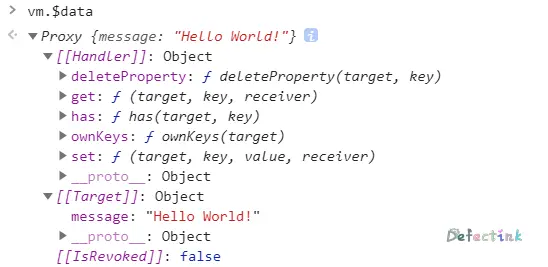 > vm.$data
Proxy {message: "Hello World!"} i
[[Handler]]: Object
deleteProperty: ƒ deleteProperty(target, key)
get: ƒ (target, key, receiver)
has: ƒ has(target, key)
ownKeys: ƒ ownKeys(target)
set: ƒ (target, key, value, receiver)
__proto__: Object
[[Target]]: Object
message: "Hello World!"
__proto__: Object
Defectink
[[IsRevoked]]: false